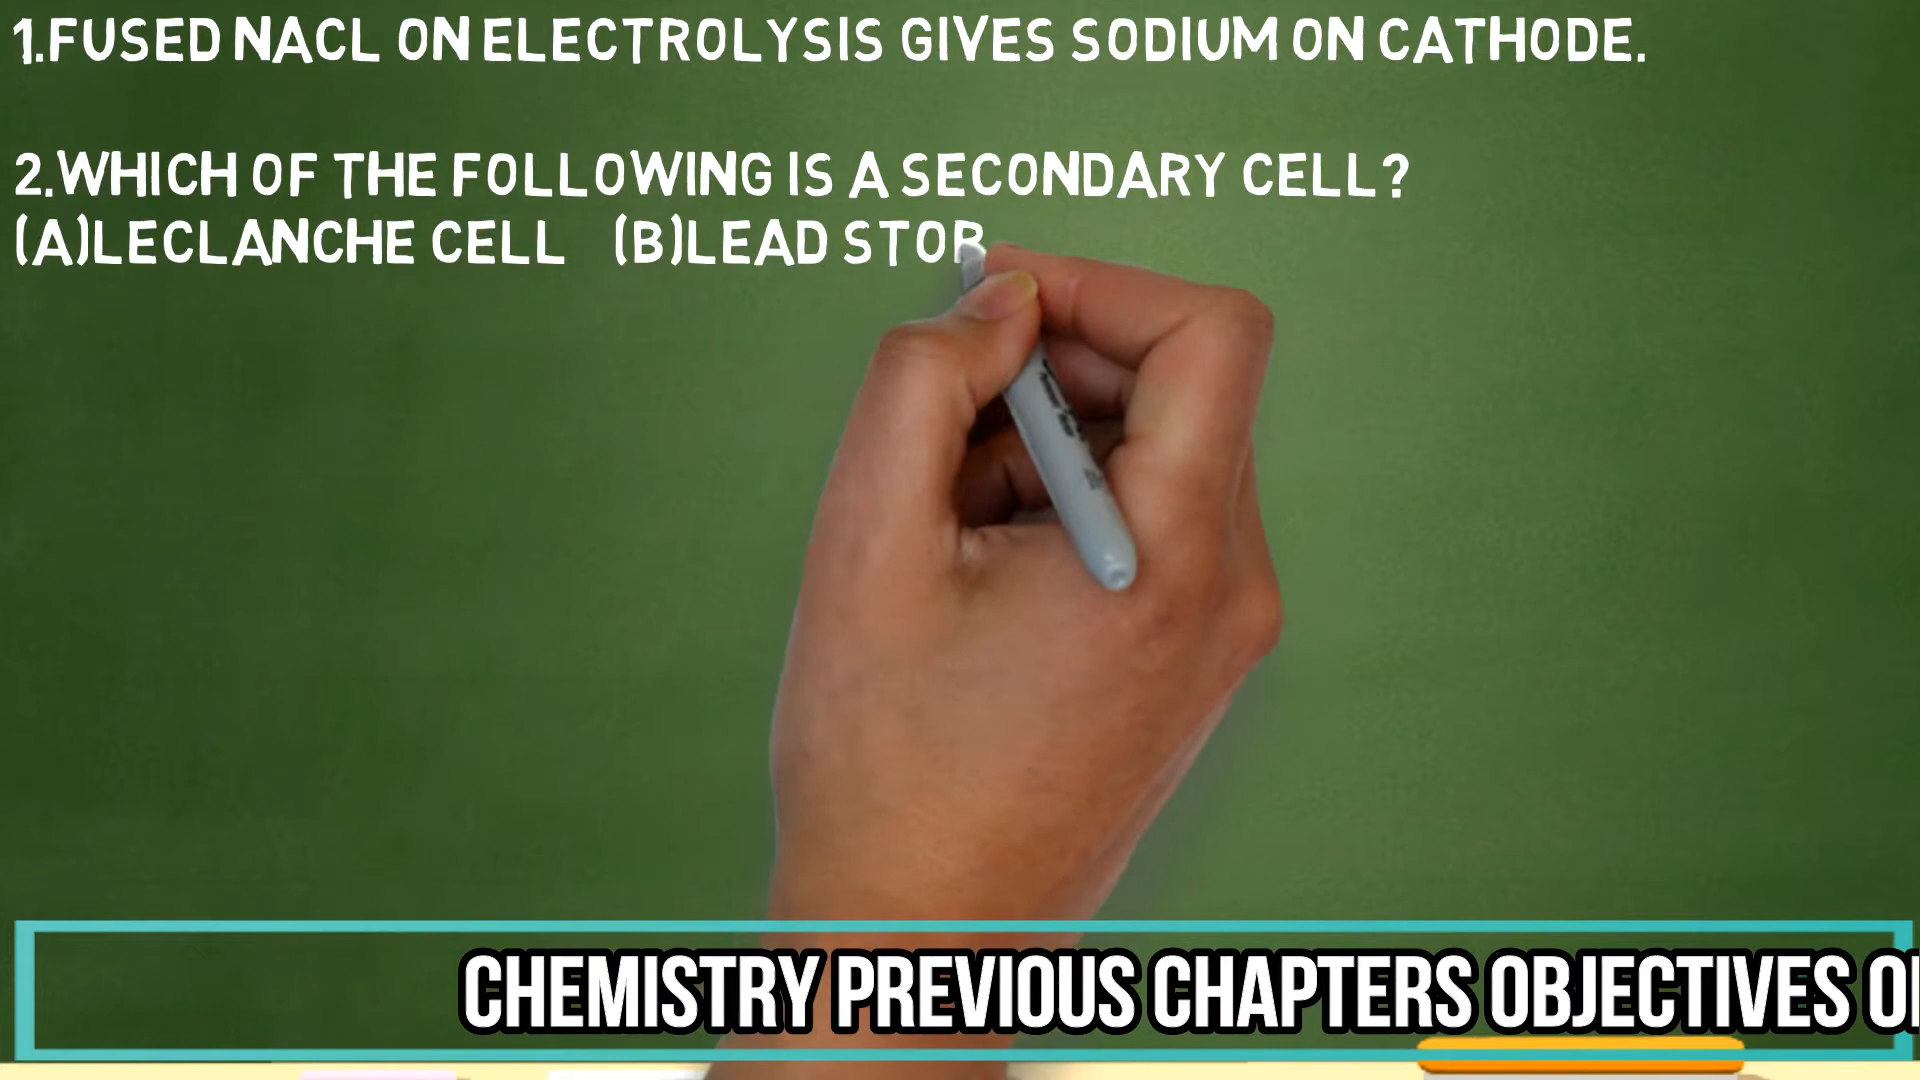 1.FUSED NACL ON ELECTROLYSIS GIVES SODIUM ON CATHODE.
2.WHICH OF THE FOLLOWING IS A SECONDARY CELL?
(A)LECLANCHE CELL (B)LEAD STOR
CHEMISTRY PREVIOUS CHAPTERS OBJECTIVES